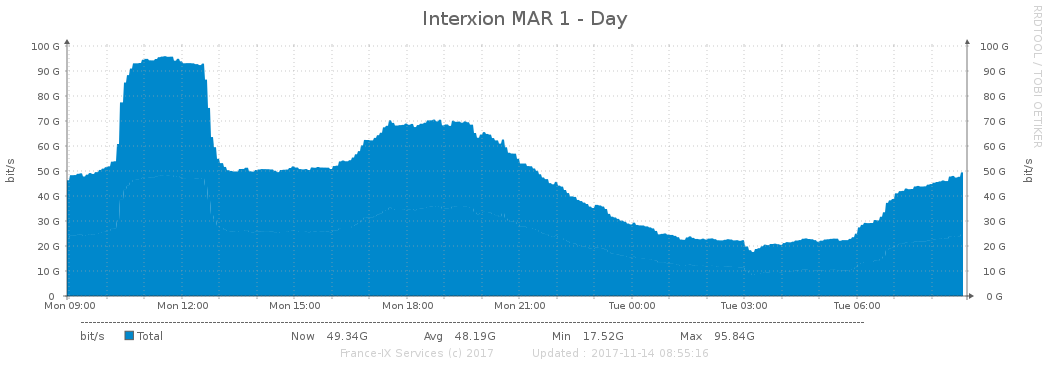 Interxion MAR 1 - Day
RRDTOOL / TOBI OETIKER
bit/s
100 G 100 G
90 G 90 G
80 G 80 G
70 G 70 G
60 G 60 G
50 G 50 G
40 G 40 G
30 G 30 G
20 G 20 G
10 G 10 G
0 0 G
bit/s
Mon 09:00 Mon 12:00 Mon 15:00 Mon 18:00 Mon 21:00 Tue 00:00 Tue 03:00 Tue 06:00
bit/s Total Now 49.34G Avg 48.19G Min 17.52G Max 95.84G
France-IX Services (c) 2017 Updated : 2017-11-14 08:55:16